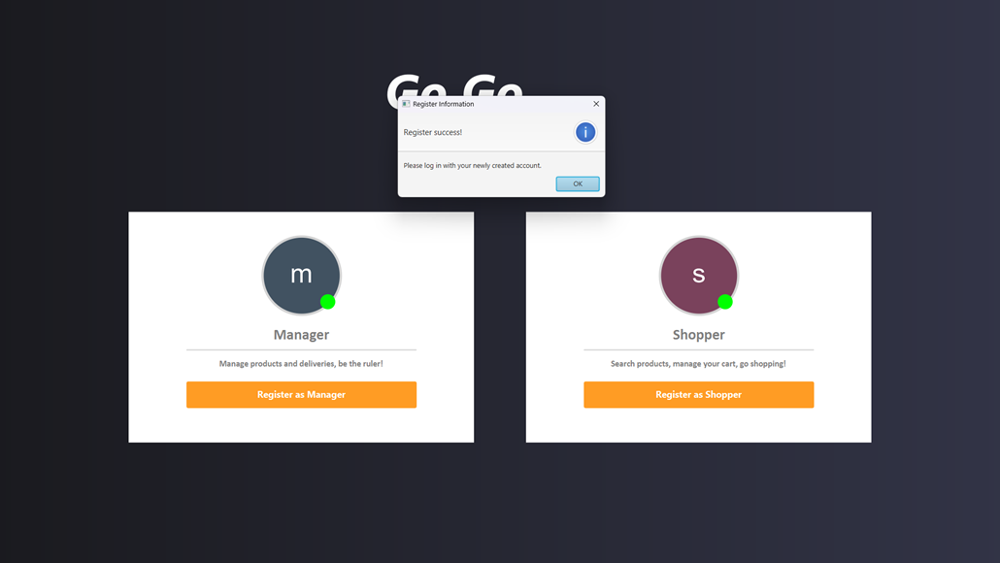 Go Go
Register Information
Register success!
i
Please log in with your newly created account.
OK
m
s
Manager
Shopper
Manage products and deliveries, be the ruler!
Search products, manage your cart, go shopping!
Register as Manager
Register as Shopper